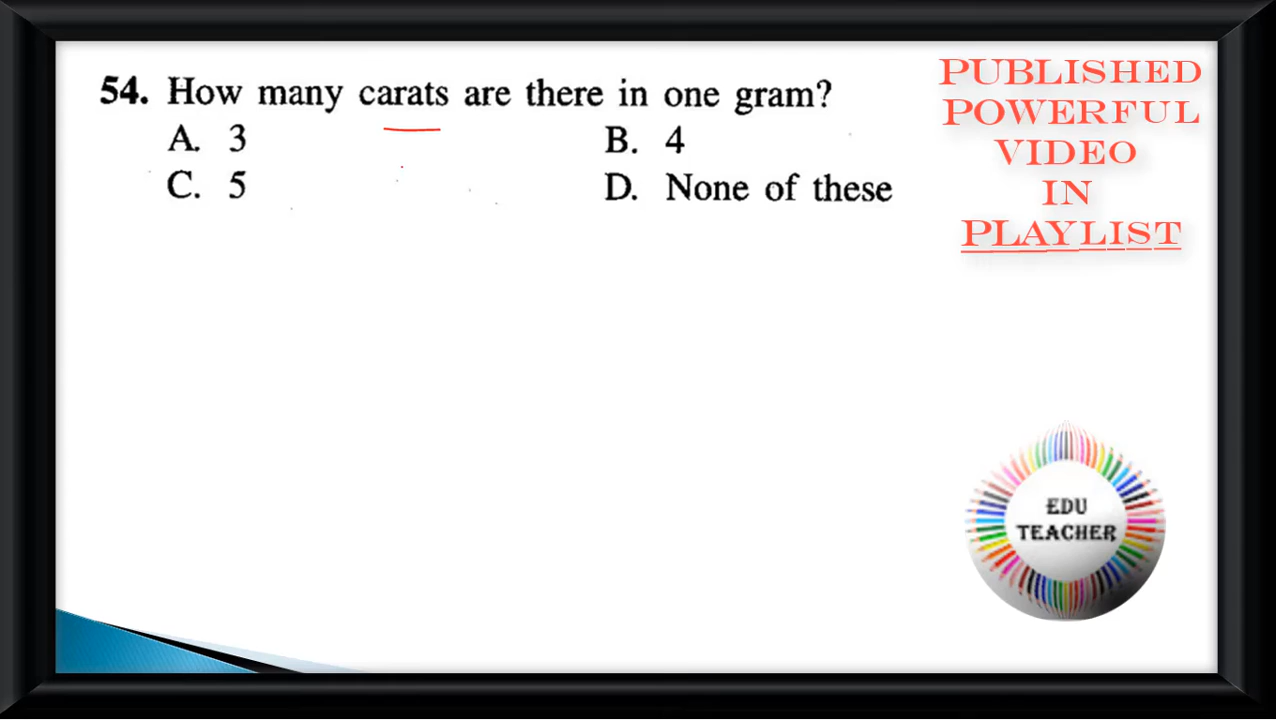 54. How many carats are there in one gram?
A. 3 B. 4
C. 5 D. None of these
PUBLISHED
POWERFUL
VIDEO
IN
PLAYLIST
EDU
TEACHER